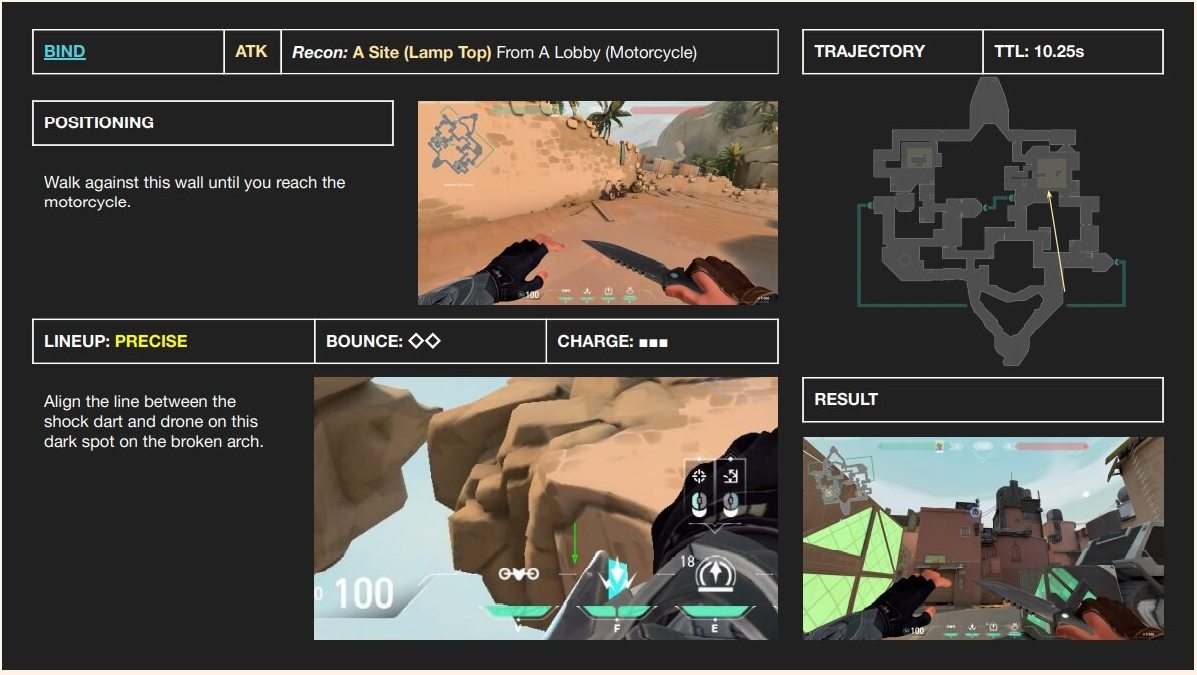 BIND
ATK
Recon: A Site (Lamp Top) From A Lobby (Motorcycle)
TRAJECTORY
TTL: 10.25s
POSITIONING
Walk against this wall until you reach the
motorcycle.
100
LINEUP: PRECISE
BOUNCE: ◇◇
CHARGE: ■■■
Align the line between the
shock dart and drone on this
dark spot on the broken arch.
18
100
F
E
RESULT
100